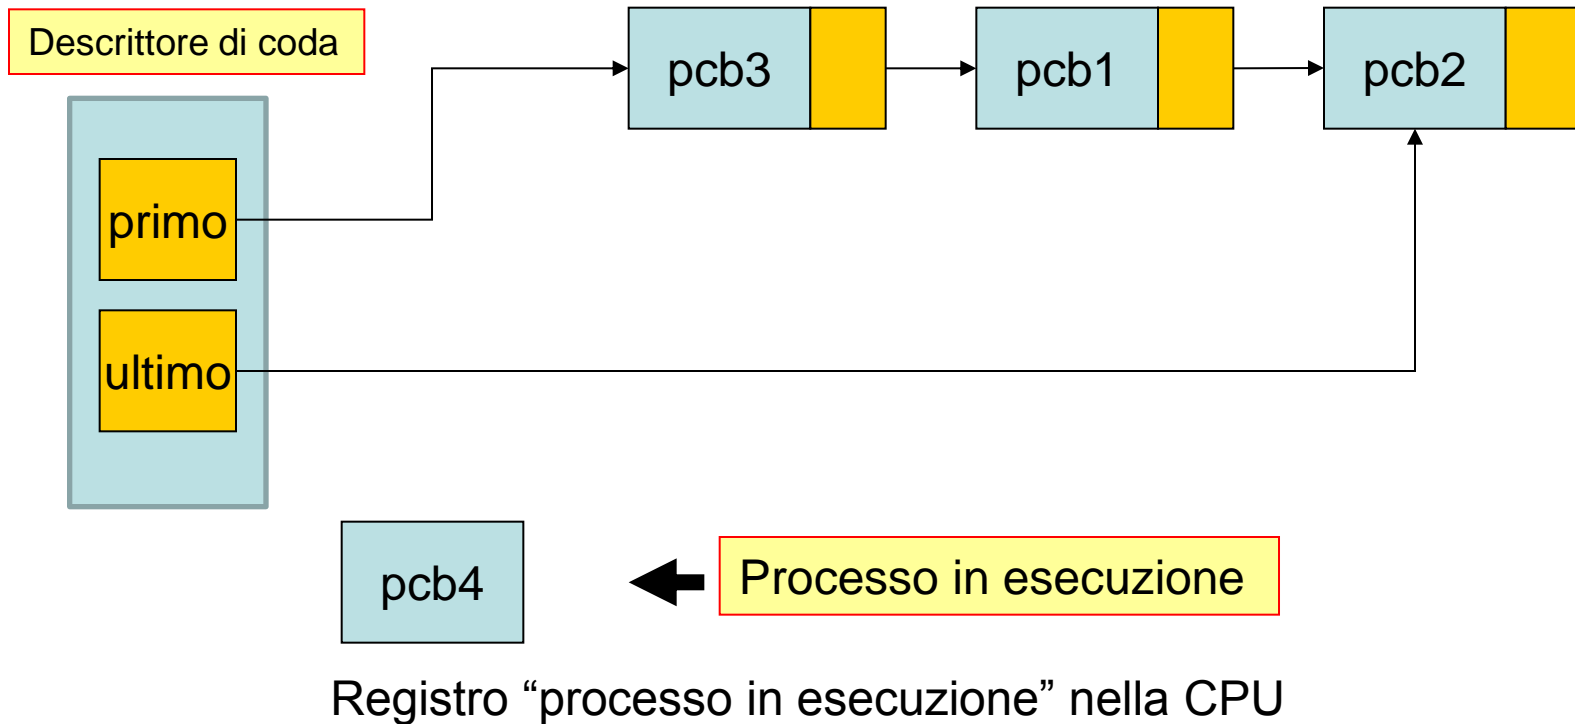 Descrittore di coda
pcb3
pcb1
pcb2
primo
ultimo
pcb4
Processo in esecuzione
Registro “processo in esecuzione” nella CPU